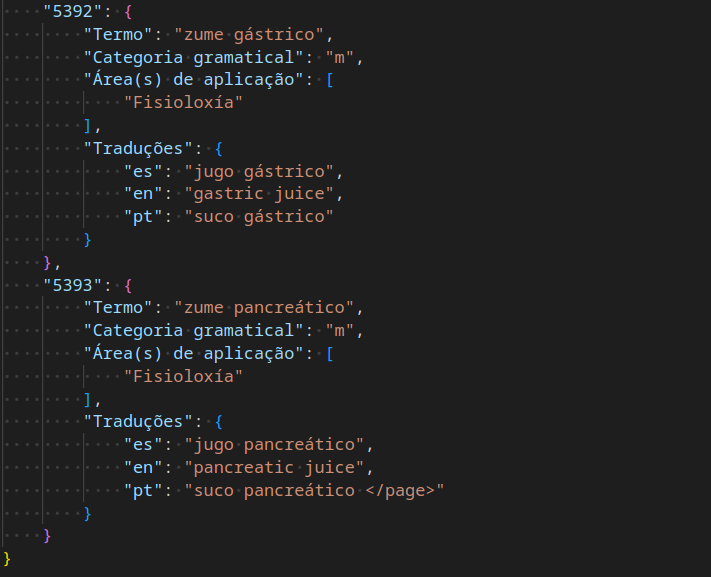 "5392": {
"Termo": "zume gástrico",
"Categoria gramatical": "m",
"Área(s) de aplicação": [
"Fisioloxía"
],
"Traduções": {
"es": "jugo gástrico",
"en": "gastric juice",
"pt": "suco gástrico"
}
},
"5393": {
"Termo": "zume pancreático",
"Categoria gramatical": "m",
"Área(s) de aplicação": [
"Fisioloxía"
],
"Traduções": {
"es": "jugo pancreático",
"en": "pancreatic juice",
"pt": "suco pancreático </page>"
}
}
}